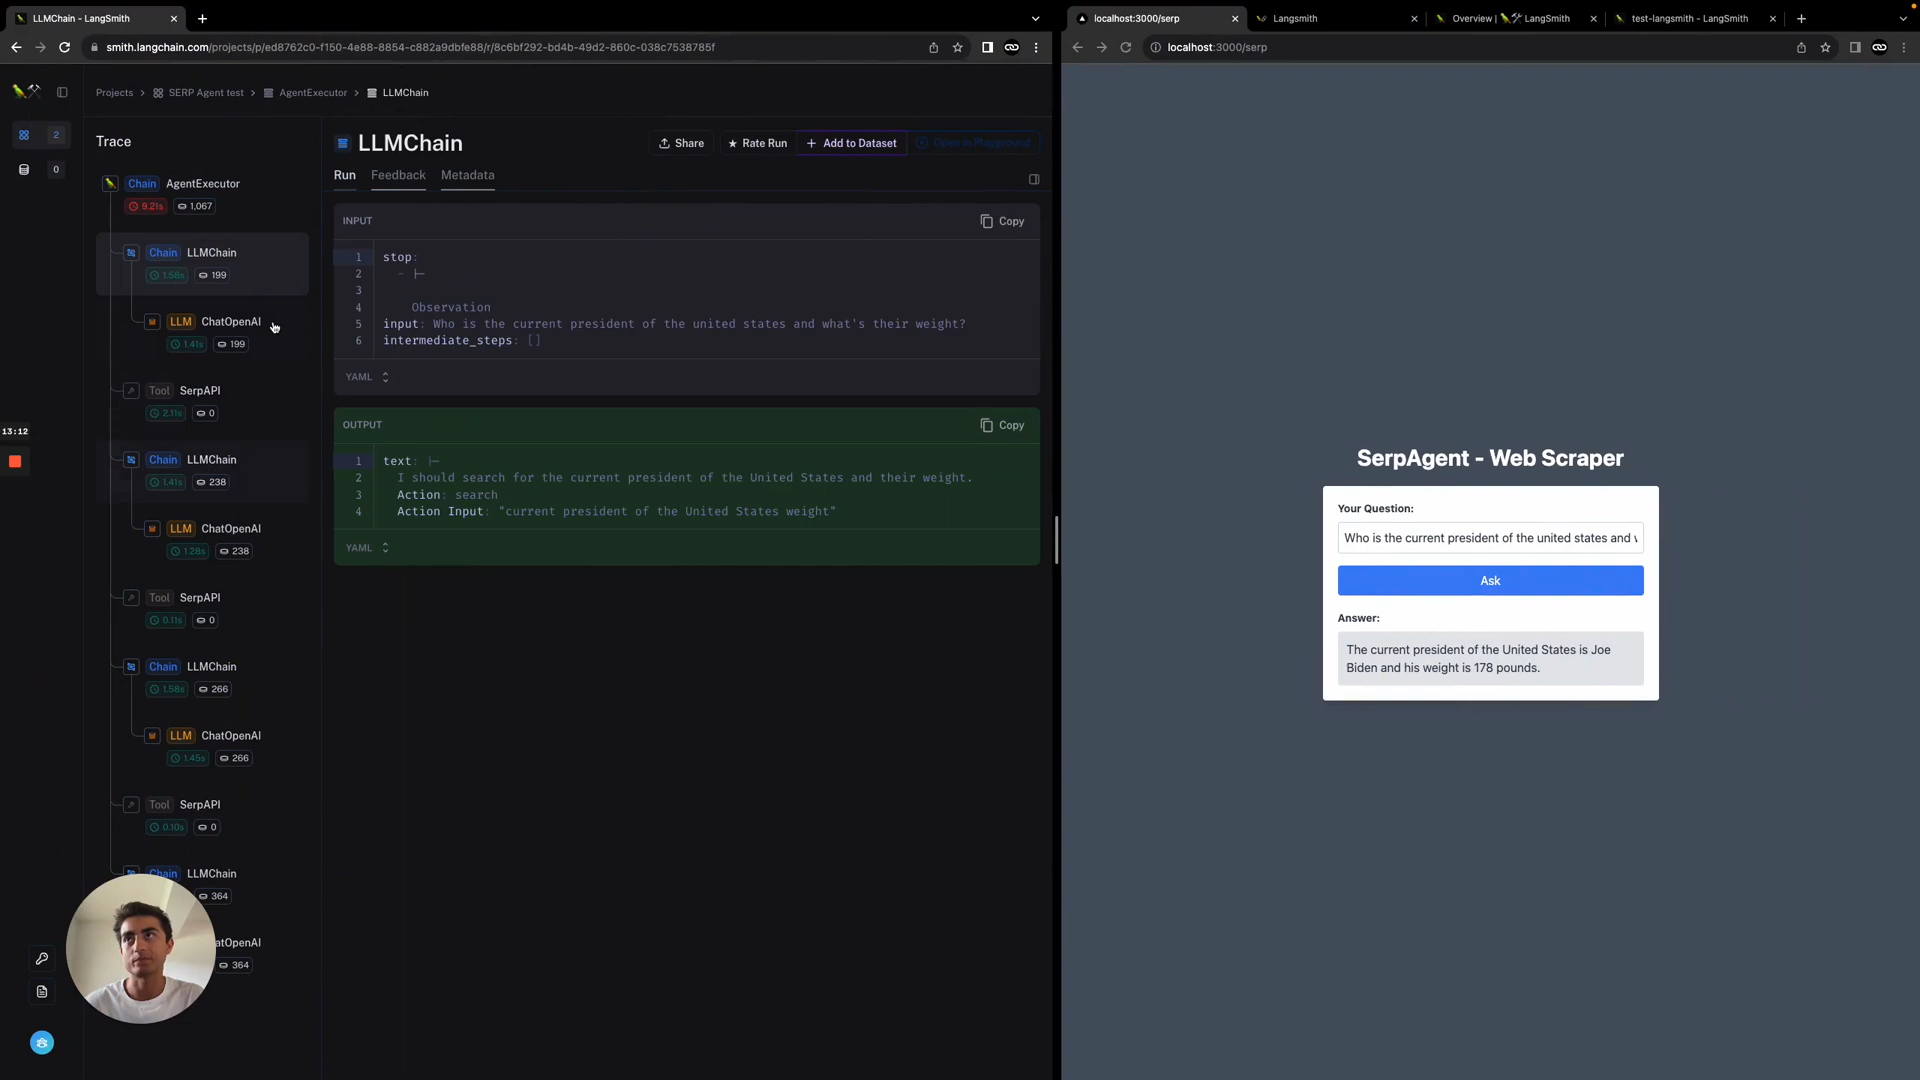 LLMChain - LangSmith
smith.langchain.com/projects/p/ed8762c0-f150-4e88-8854-c882a9dbfe88/r/8c6bf292-bd4b-49d2-860c-038c7538785f
Projects > SERP Agent test > AgentExecutor > LLMChain
2
0
13:12
Trace
Chain AgentExecutor
9.21s 1,067
Chain LLMChain
1.58s 199
LLM ChatOpenAI
1.41s 199
Tool SerpAPI
2.11s 0
Chain LLMChain
1.41s 238
LLM ChatOpenAI
1.28s 238
Tool SerpAPI
0.11s 0
Chain LLMChain
1.58s 266
LLM ChatOpenAI
1.45s 266
Tool SerpAPI
0.10s 0
Chain LLMChain
364
atOpenAI
364
LLMChain
Share Rate Run + Add to Dataset Open in Playground
Run Feedback Metadata
INPUT Copy
1 stop:
2 - |-
3
4 Observation
5 input: Who is the current president of the united states and what's their weight?
6 intermediate_steps: []
YAML
OUTPUT Copy
1 text: |-
2 I should search for the current president of the United States and their weight.
3 Action: search
4 Action Input: "current president of the United States weight"
YAML
localhost:3000/serp
Langsmith
Overview | 🦜🛠️ LangSmith
test-langsmith - LangSmith
localhost:3000/serp
SerpAgent - Web Scraper
Your Question:
Who is the current president of the united states and
Ask
Answer:
The current president of the United States is Joe
Biden and his weight is 178 pounds.